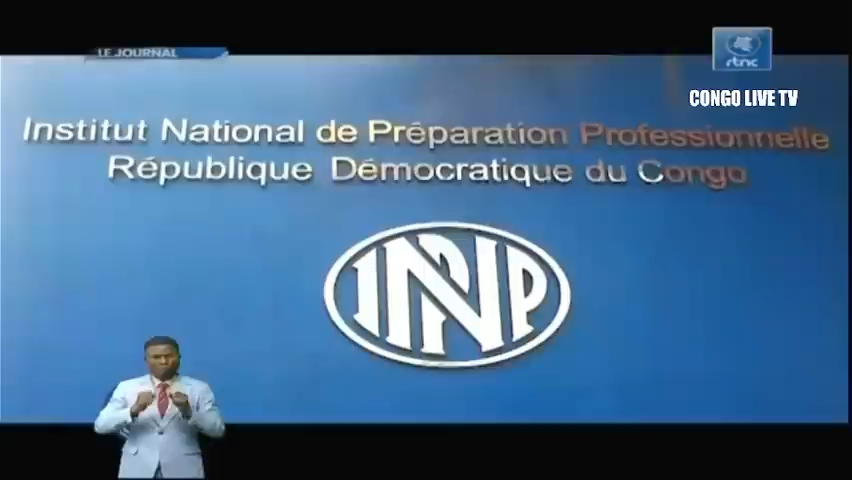 LE JOURNAL
rtnc
CONGO LIVE TV
Institut National de Préparation Professionnelle
République Démocratique du Congo
INPP